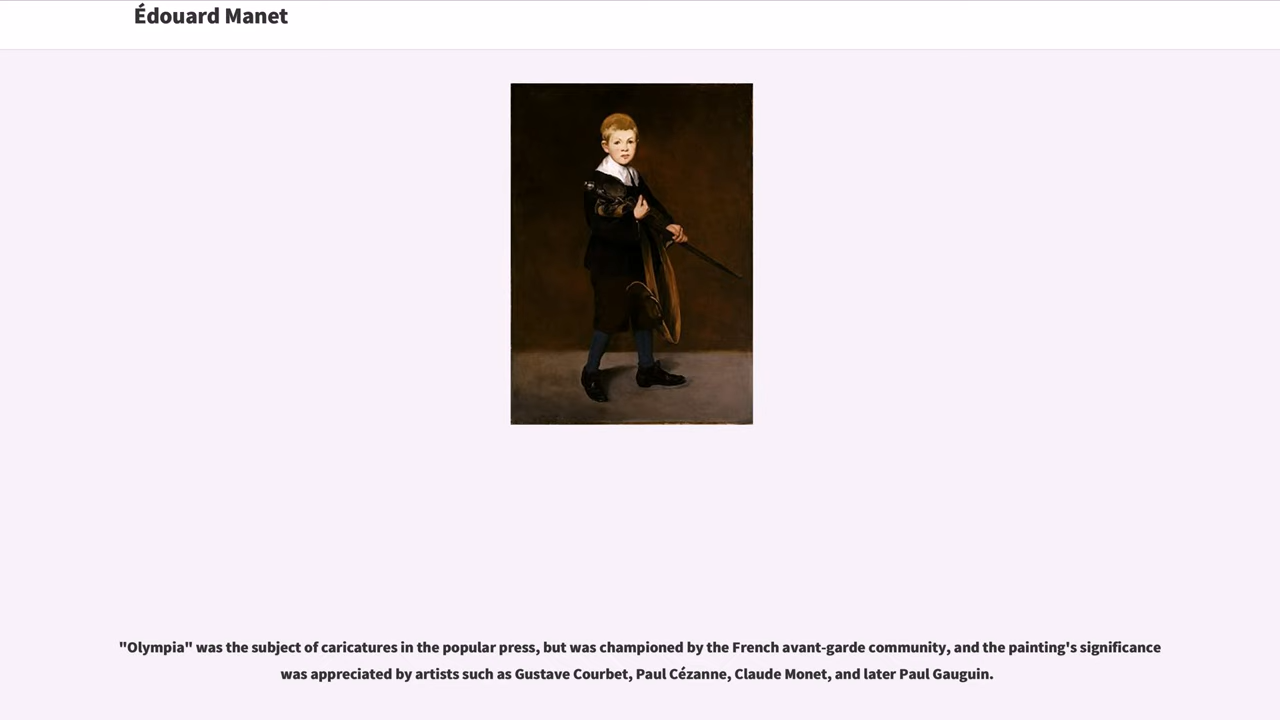 Édouard Manet
"Olympia" was the subject of caricatures in the popular press, but was championed by the French avant-garde community, and the painting's significance
was appreciated by artists such as Gustave Courbet, Paul Cézanne, Claude Monet, and later Paul Gauguin.